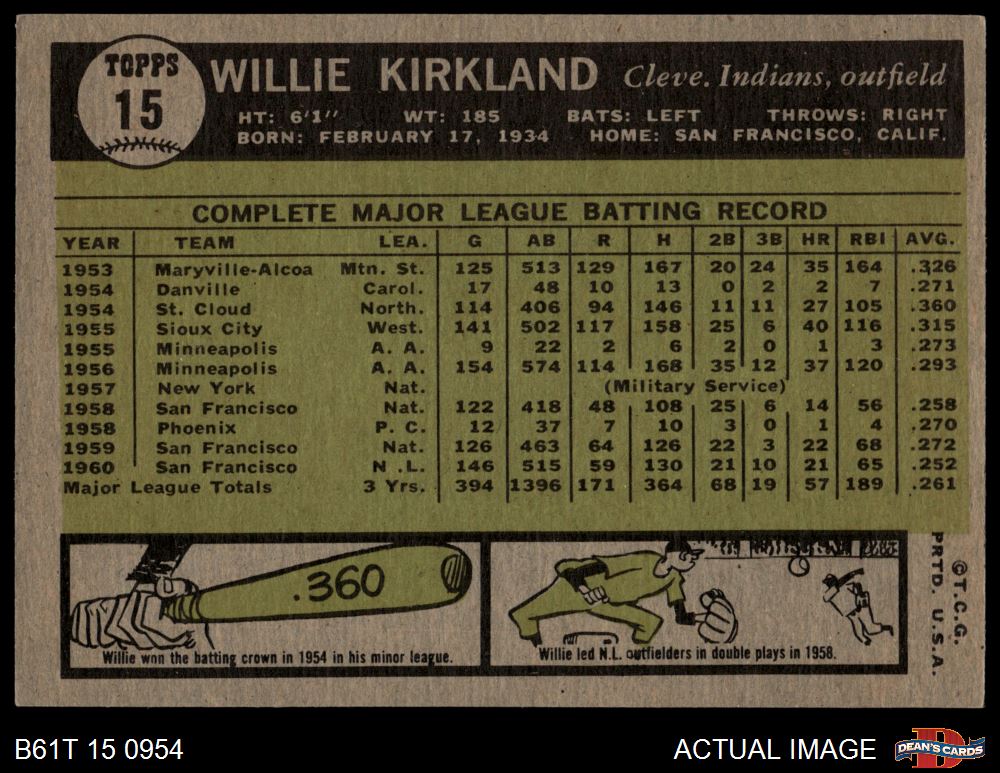 TOPPS
15
WILLIE KIRKLAND Cleve. Indians, outfield
HT: 6'1" WT: 185 BATS: LEFT THROWS: RIGHT
BORN: FEBRUARY 17, 1934 HOME: SAN FRANCISCO, CALIF.
COMPLETE MAJOR LEAGUE BATTING RECORD
YEAR TEAM LEA. G AB R H 2B 3B HR RBI AVG.
1953 Maryville-Alcoa Mtn. St. 125 513 129 167 20 24 35 164 .326
1954 Danville Carol. 17 48 10 13 0 2 2 7 .271
1954 St. Cloud North. 114 406 94 146 11 11 27 105 .360
1955 Sioux City West. 141 502 117 158 25 6 40 116 .315
1955 Minneapolis A. A. 9 22 2 6 2 0 1 3 .273
1956 Minneapolis A. A. 154 574 114 168 35 12 37 120 .293
1957 New York Nat. (Military Service)
1958 San Francisco Nat. 122 418 48 108 25 6 14 56 .258
1958 Phoenix P. C. 12 37 7 10 3 0 1 4 .270
1959 San Francisco Nat. 126 463 64 126 22 3 22 68 .272
1960 San Francisco N .L. 146 515 59 130 21 10 21 65 .252
Major League Totals 3 Yrs. 394 1396 171 364 68 19 57 189 .261
.360
Willie won the batting crown in 1954 in his minor league.
Willie led N.L. outfielders in double plays in 1958.
©T.C.G.
PRTD. U.S.A.
B61T 15 0954
ACTUAL IMAGE
D
DEAN'S CARDS